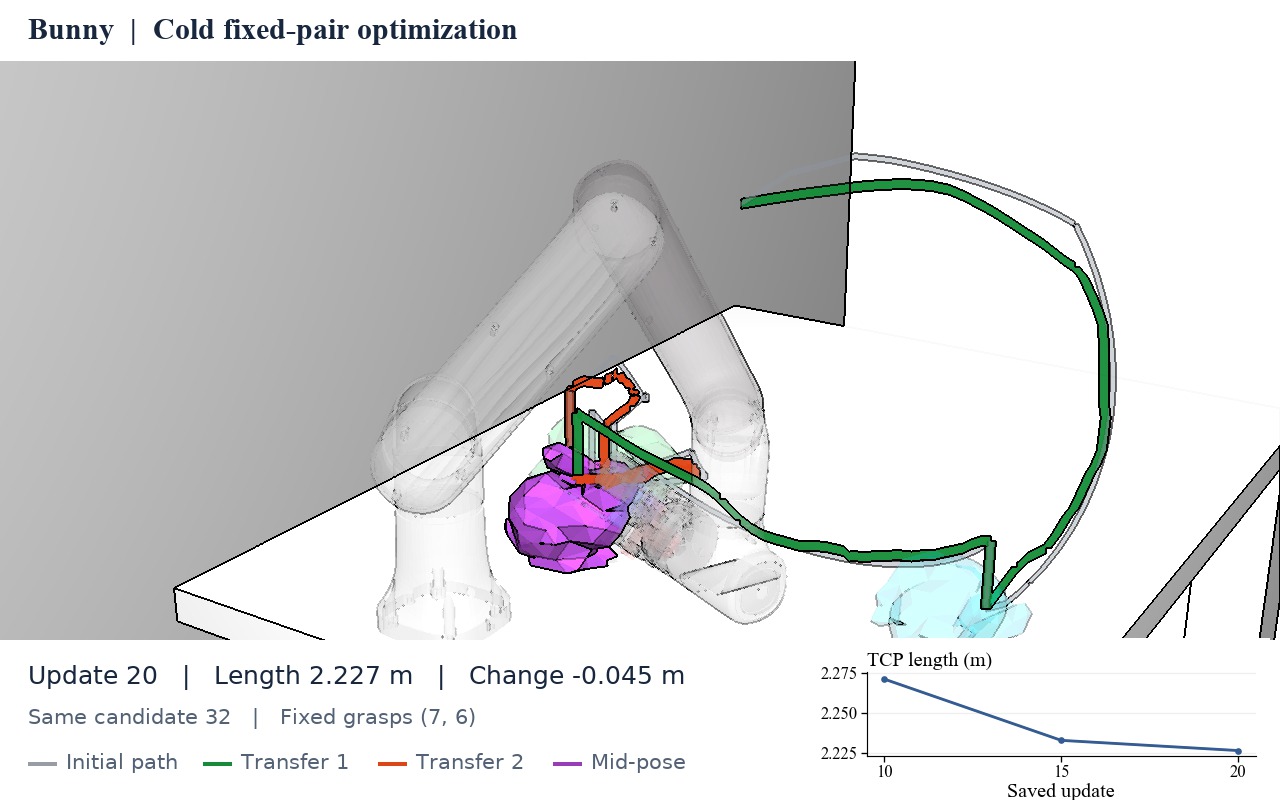 Bunny | Cold fixed-pair optimization
Update 20 | Length 2.227 m | Change -0.045 m
Same candidate 32 | Fixed grasps (7, 6)
Initial path
Transfer 1
Transfer 2
Mid-pose
TCP length (m)
2.275
2.250
2.225
10
15
20
Saved update